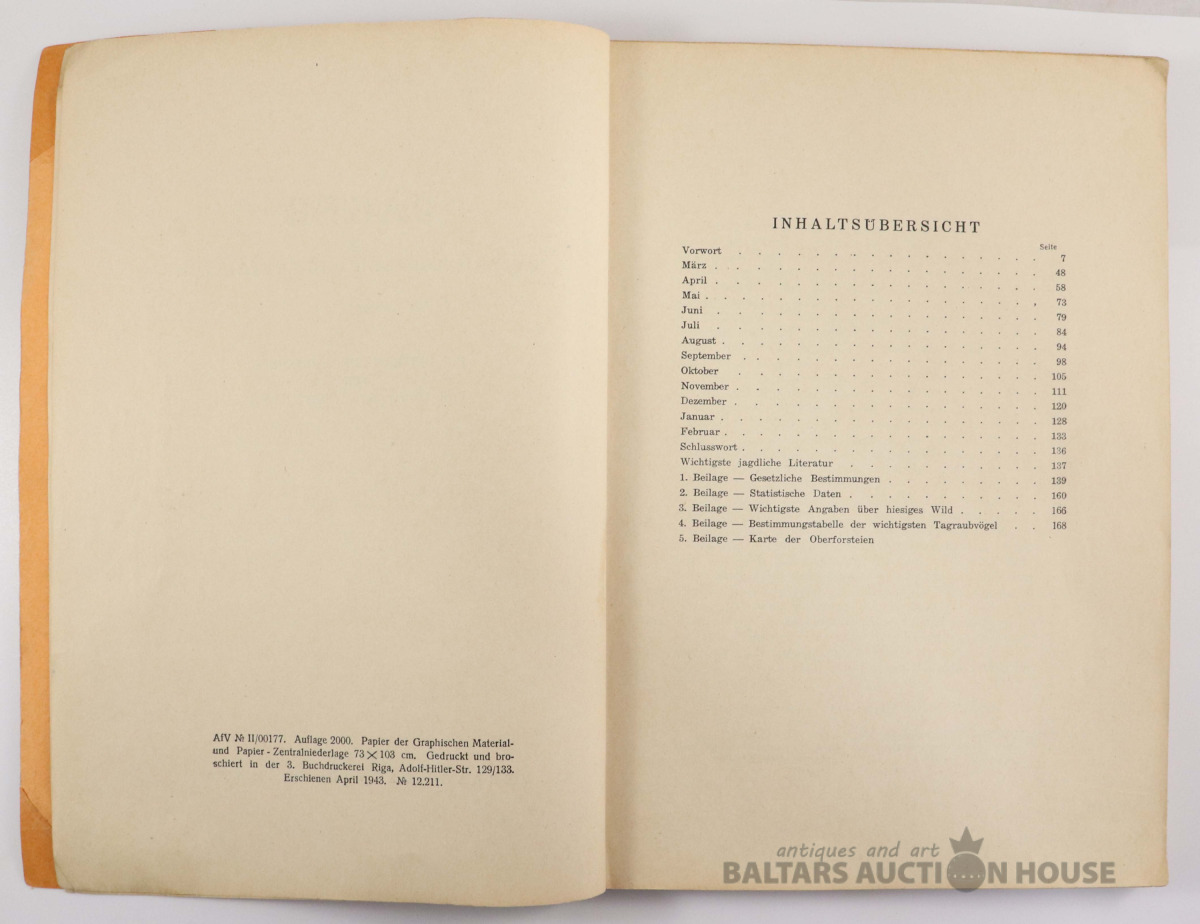 AfV № II/00177. Auflage 2000. Papier der Graphischen Material-
und Papier - Zentralniederlage 73×103 cm. Gedruckt und bro-
schiert in der 3. Buchdruckerei Riga, Adolf-Hitler-Str. 129/133.
Erschienen April 1943. № 12.211.
INHALTSÜBERSICHT
Seite
Vorwort . . . . . . . . . . . . . . . . 7
März . . . . . . . . . . . . . . . . . 48
April . . . . . . . . . . . . . . . . . 58
Mai . . . . . . . . . . . . . . . . . . 73
Juni . . . . . . . . . . . . . . . . . 79
Juli . . . . . . . . . . . . . . . . . 84
August . . . . . . . . . . . . . . . . . 94
September . . . . . . . . . . . . . . . . 98
Oktober . . . . . . . . . . . . . . . . 105
November . . . . . . . . . . . . . . . . 111
Dezember . . . . . . . . . . . . . . . . 120
Januar . . . . . . . . . . . . . . . . . 128
Februar . . . . . . . . . . . . . . . . . 133
Schlusswort . . . . . . . . . . . . . . . . 136
Wichtigste jagdliche Literatur . . . . . . . . . . 137
1. Beilage — Gesetzliche Bestimmungen . . . . . . . . 139
2. Beilage — Statistische Daten . . . . . . . . . . 160
3. Beilage — Wichtigste Angaben über hiesiges Wild . . . . . 166
4. Beilage — Bestimmungstabelle der wichtigsten Tagraubvögel . . 168
5. Beilage — Karte der Oberforsteien
antiques and art
BALTARS AUCTION HOUSE